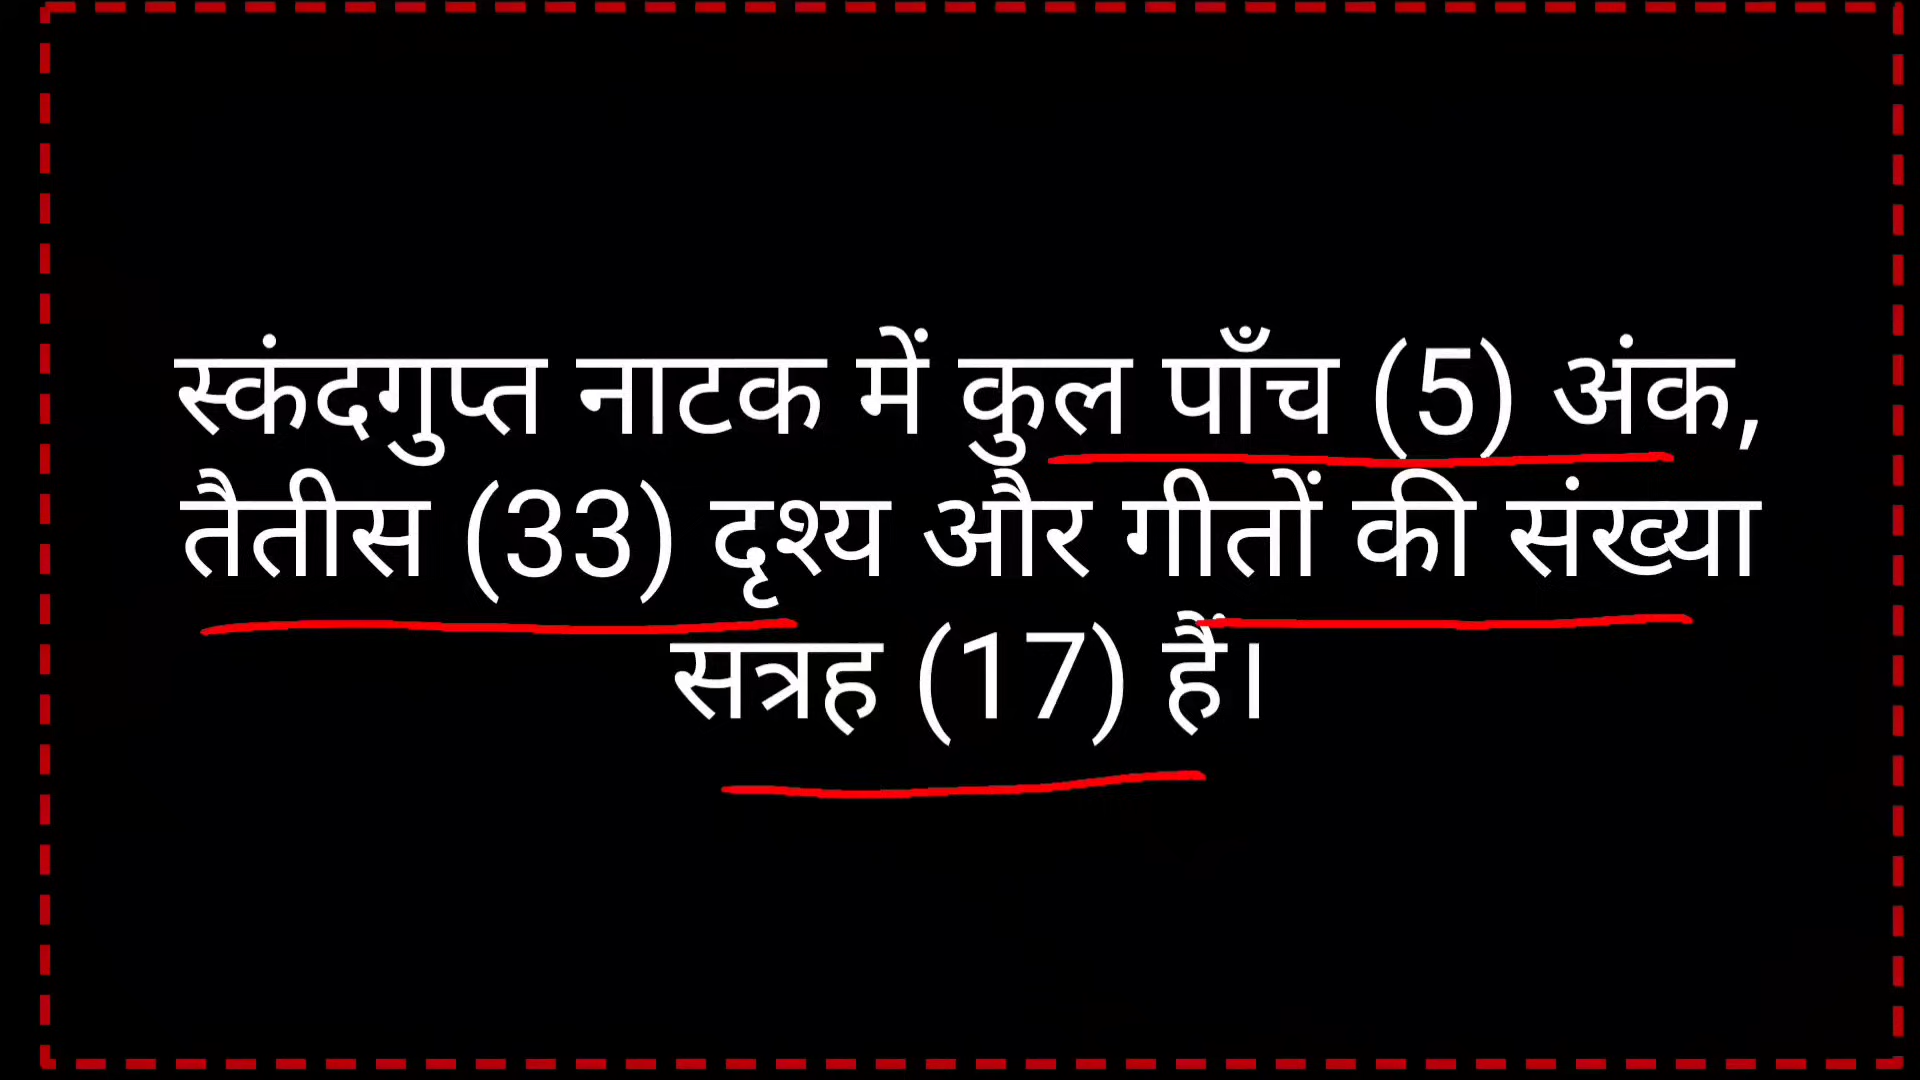 स्कंदगुप्त नाटक में कुल पाँच (5) अंक,
तैतीस (33) दृश्य और गीतों की संख्या
सत्रह (17) हैं।